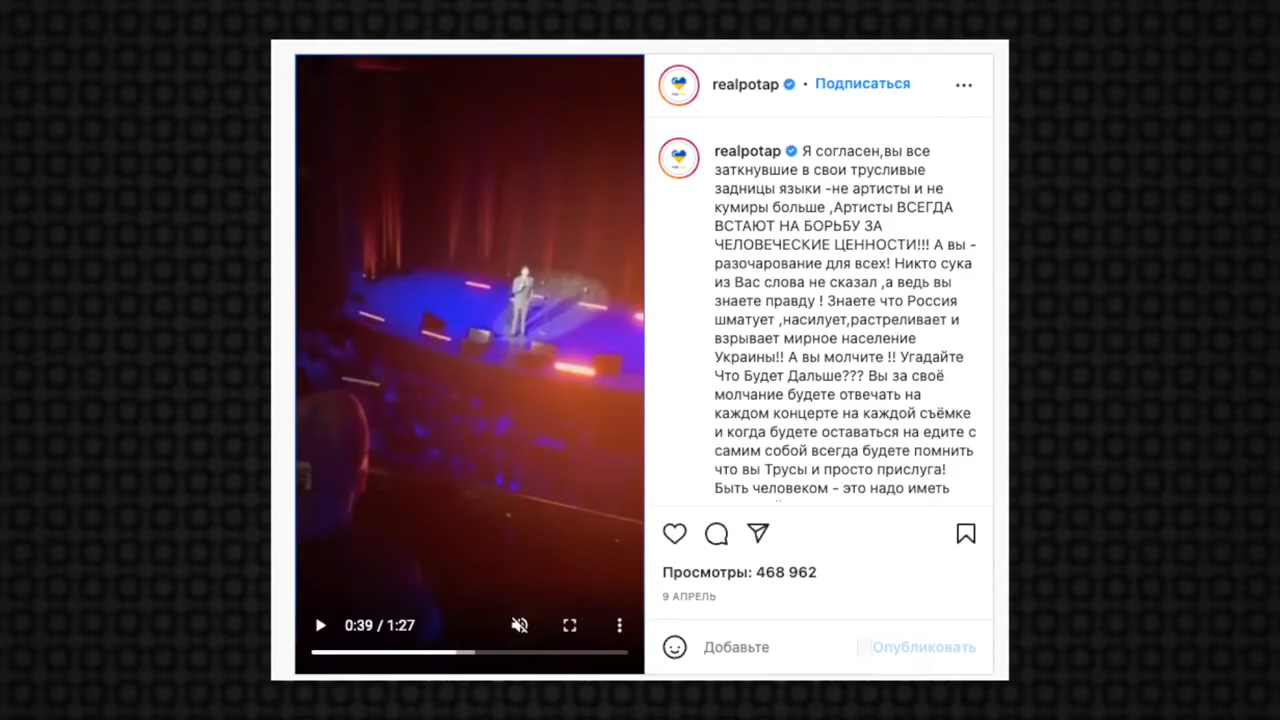 realpotap • Подписаться
realpotap Я согласен,вы все
заткнувшие в свои трусливые
задницы языки -не артисты и не
кумиры больше ,Артисты ВСЕГДА
ВСТАЮТ НА БОРЬБУ ЗА
ЧЕЛОВЕЧЕСКИЕ ЦЕННОСТИ!!! А вы -
разочарование для всех! Никто сука
из Вас слова не сказал ,а ведь вы
знаете правду ! Знаете что Россия
шматует ,насилует,растреливает и
взрывает мирное население
Украины!! А вы молчите !! Угадайте
Что Будет Дальше??? Вы за своё
молчание будете отвечать на
каждом концерте на каждой съёмке
и когда будете оставаться на едите с
самим собой всегда будете помнить
что вы Трусы и просто прислуга!
Быть человеком - это надо иметь
Просмотры: 468 962
9 АПРЕЛЬ
0:39 / 1:27
Добавьте
Опубликовать